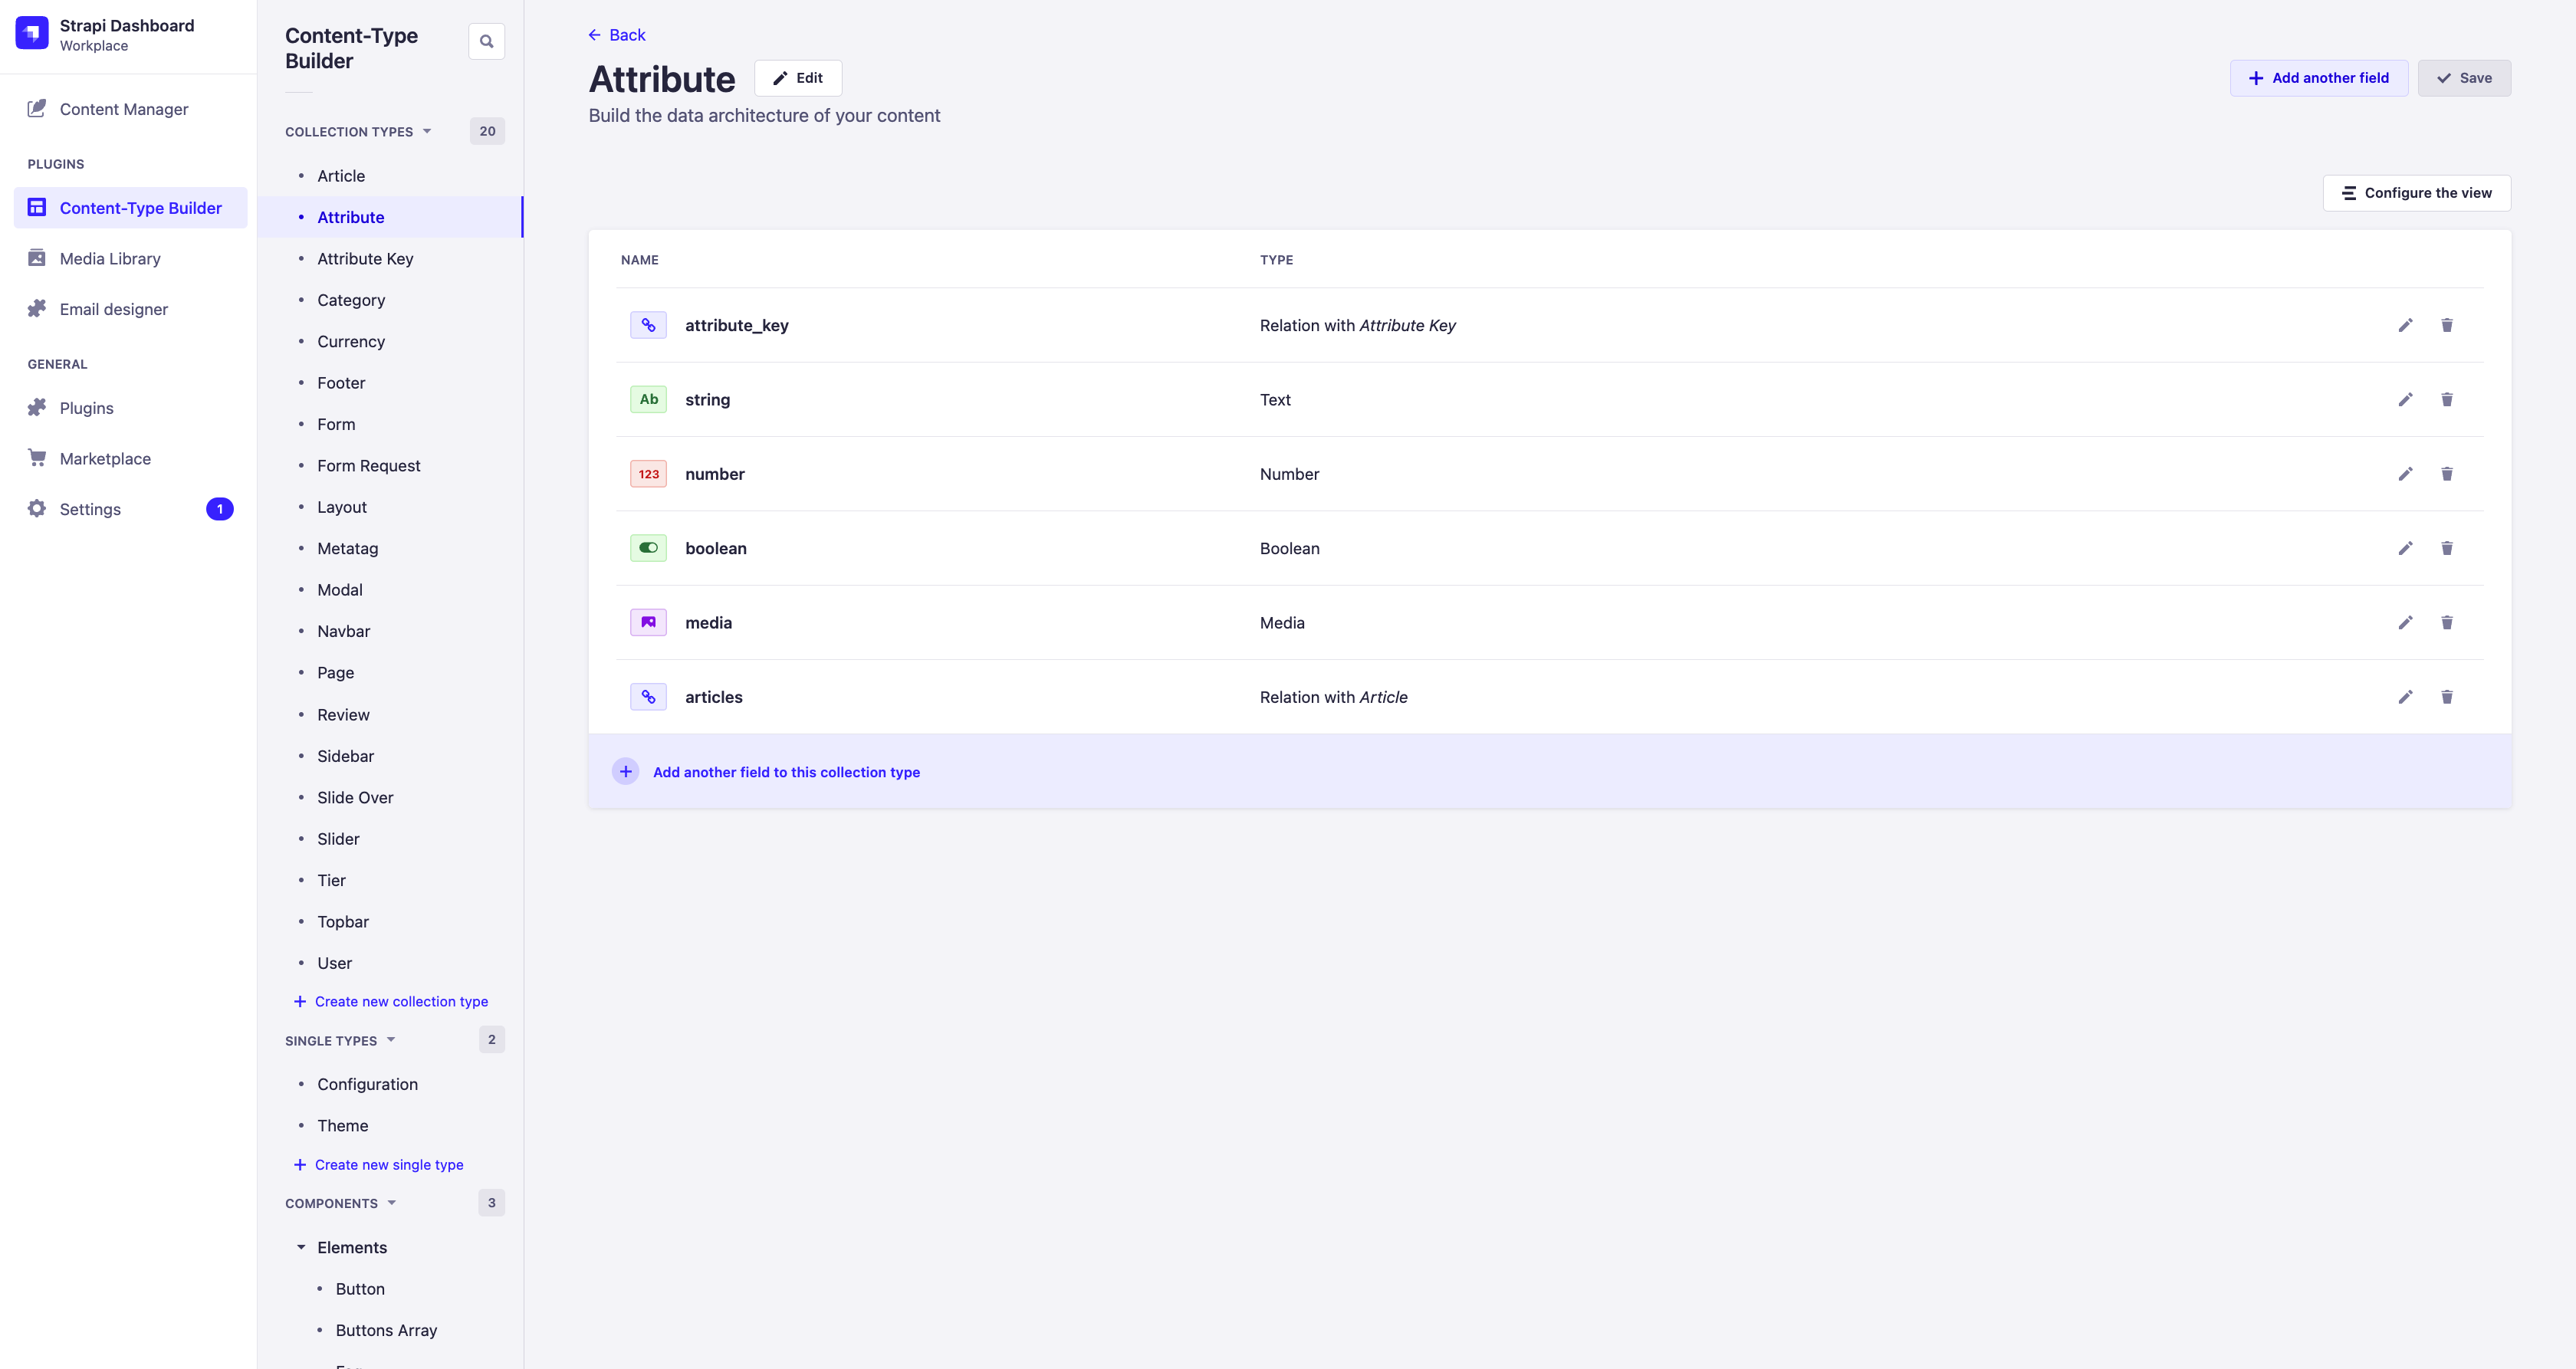 Strapi Dashboard
Workplace
Content Manager
PLUGINS
Content-Type Builder
Media Library
Email designer
GENERAL
Plugins
Marketplace
Settings
1
Content-Type
Builder
COLLECTION TYPES
20
Article
Attribute
Attribute Key
Category
Currency
Footer
Form
Form Request
Layout
Metatag
Modal
Navbar
Page
Review
Sidebar
Slide Over
Slider
Tier
Topbar
User
Create new collection type
SINGLE TYPES
2
Configuration
Theme
Create new single type
COMPONENTS
3
Elements
Button
Buttons Array
Back
Attribute
Edit
Build the data architecture of your content
Add another field
Save
Configure the view
NAME TYPE
attribute_key Relation with Attribute Key
Ab string Text
123 number Number
boolean Boolean
media Media
articles Relation with Article
Add another field to this collection type